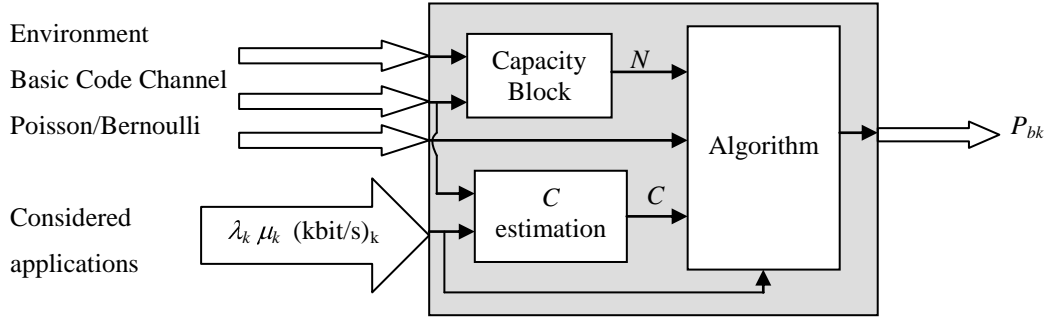 Environment
Basic Code Channel
Poisson/Bernoulli
Considered
applications
λk μk (kbit/s)k
Capacity
Block
N
C
estimation
C
Algorithm
Pbk